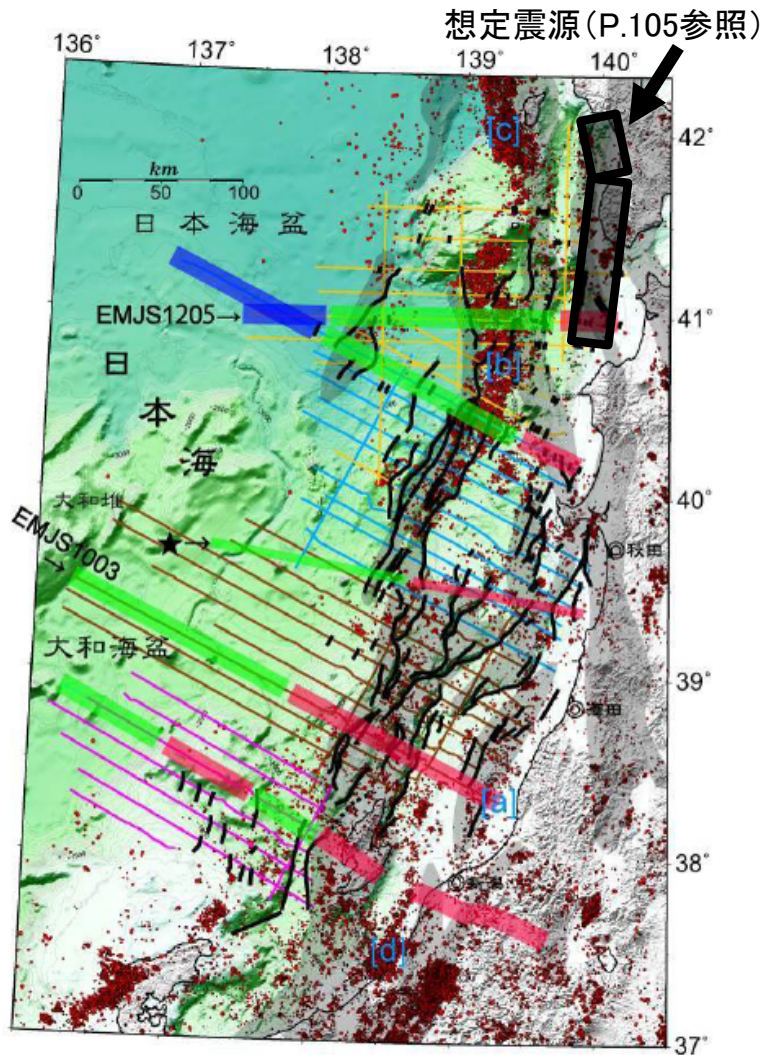 想定震源(P.105参照)
136° 137° 138° 139° 140°
[c]
42°
km
0 50 100
日本海盆
EMJS1205→
41°
[b]
日本海
40°
大和堆
★→
秋田
EMJS1003
→
大和海盆
39°
酒田
[a]
38°
新潟
[d]
37°